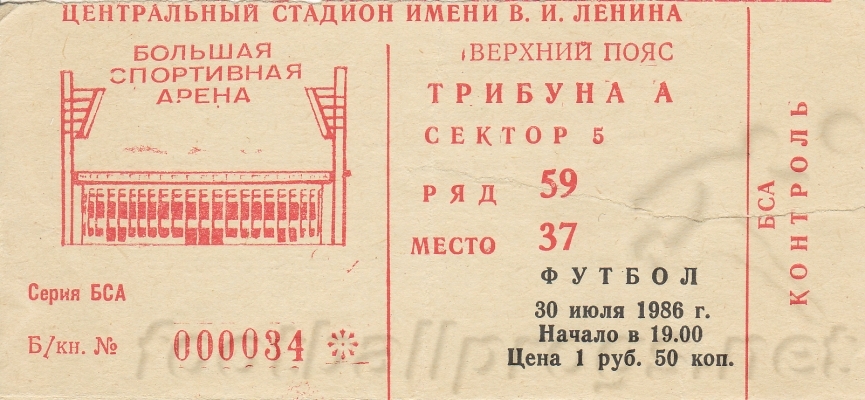 ЦЕНТРАЛЬНЫЙ СТАДИОН ИМЕНИ В. И. ЛЕНИНА
БОЛЬШАЯ
СПОРТИВНАЯ
АРЕНА
Серия БСА
Б/кн. № 000034
ВЕРХНИЙ ПОЯС
ТРИБУНА А
СЕКТОР 5
РЯД 59
МЕСТО 37
ФУТБОЛ
30 июля 1986 г.
Начало в 19.00
Цена 1 руб. 50 коп.
БСА
КОНТРОЛЬ